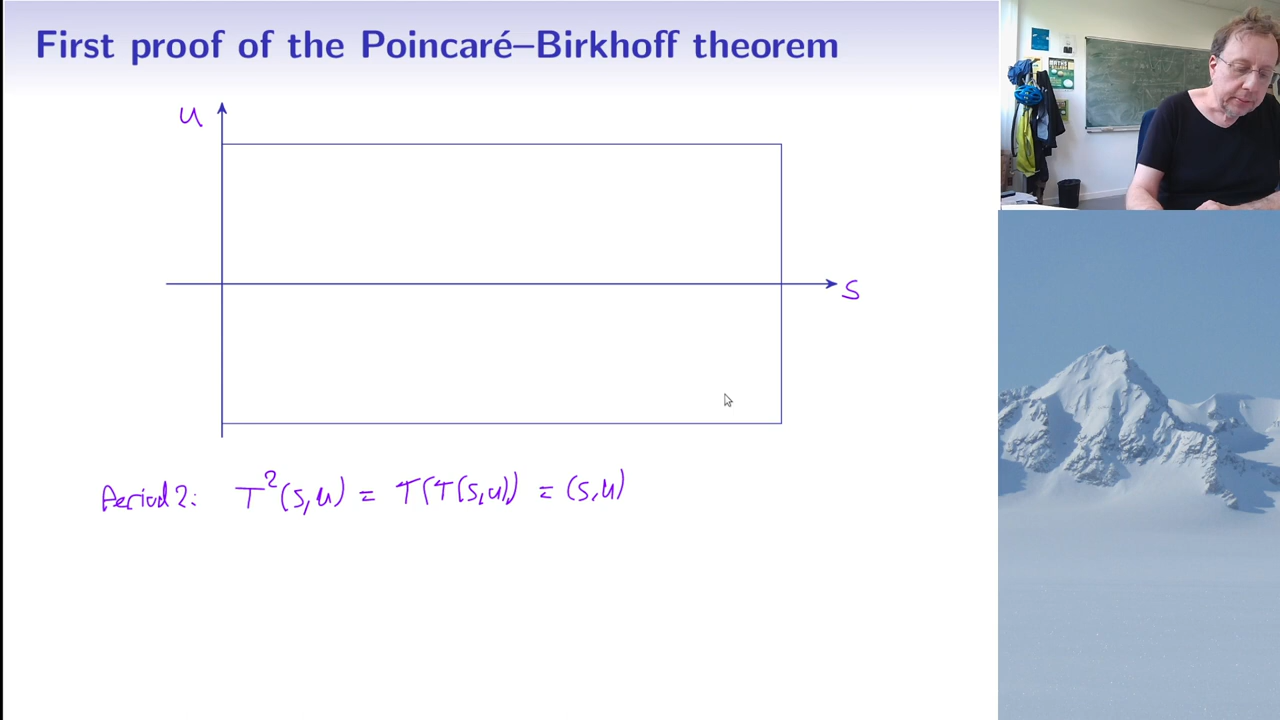 First proof of the Poincaré–Birkhoff theorem
u
s
Period 2: T²(s,u) = T(T(s,u)) = (s,u)